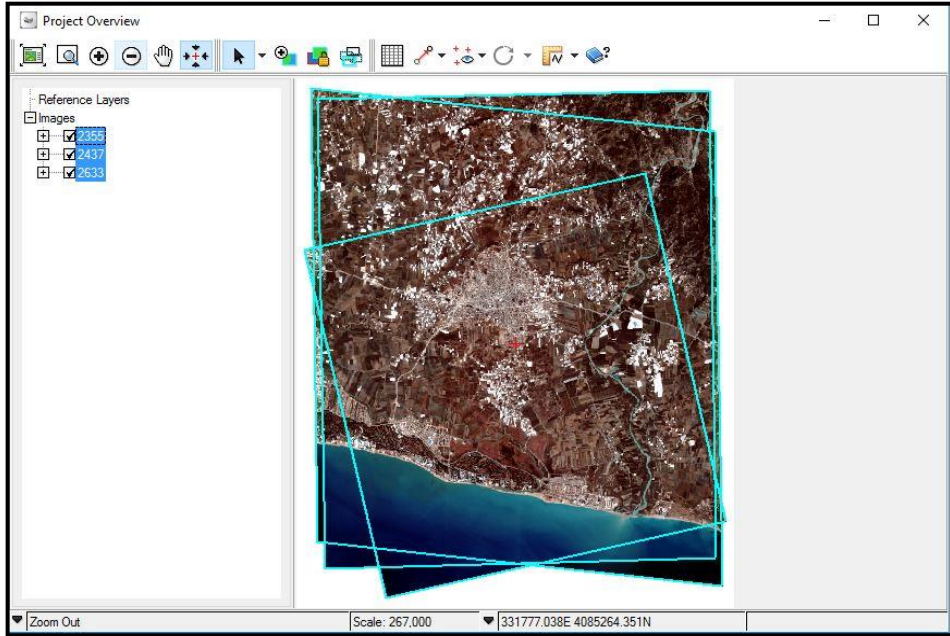 Project Overview
Reference Layers
Images
2355
2437
2633
Zoom Out
Scale: 267,000
331777.038E 4085264.351N